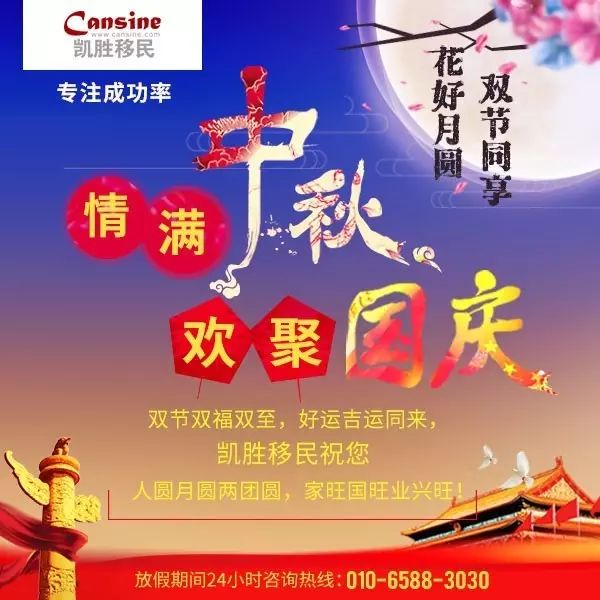 Cansine
www.cansine.com
凯胜移民
专注成功率
花好月圆
双节同享
情满
中秋
欢聚
国庆
双节双福双至，好运吉运同来，
凯胜移民祝您
人圆月圆两团圆，家旺国旺业兴旺！
放假期间24小时咨询热线：010-6588-3030